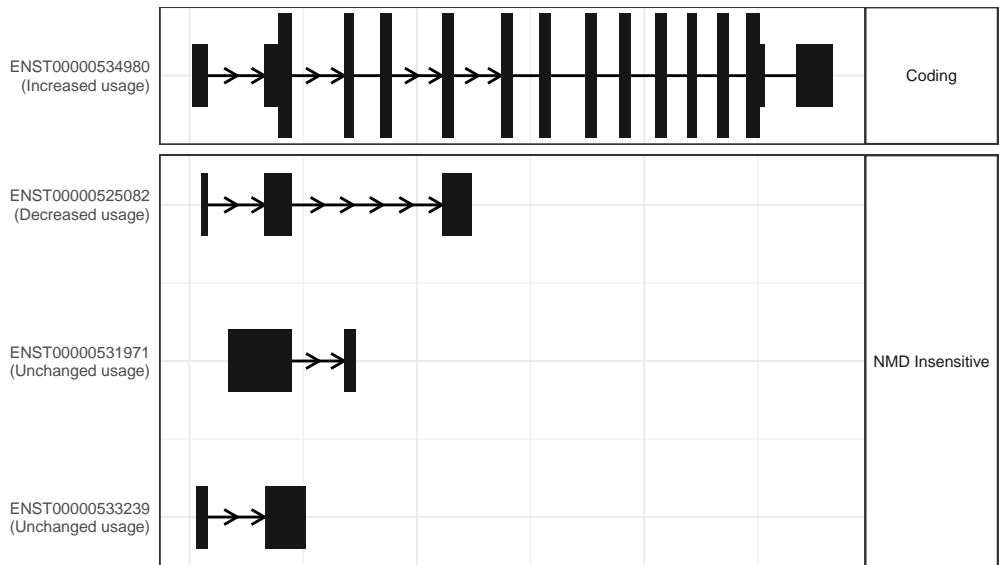 ENST00000534980
(Increased usage)
Coding
ENST00000525082
(Decreased usage)
ENST00000531971
(Unchanged usage)
NMD Insensitive
ENST00000533239
(Unchanged usage)